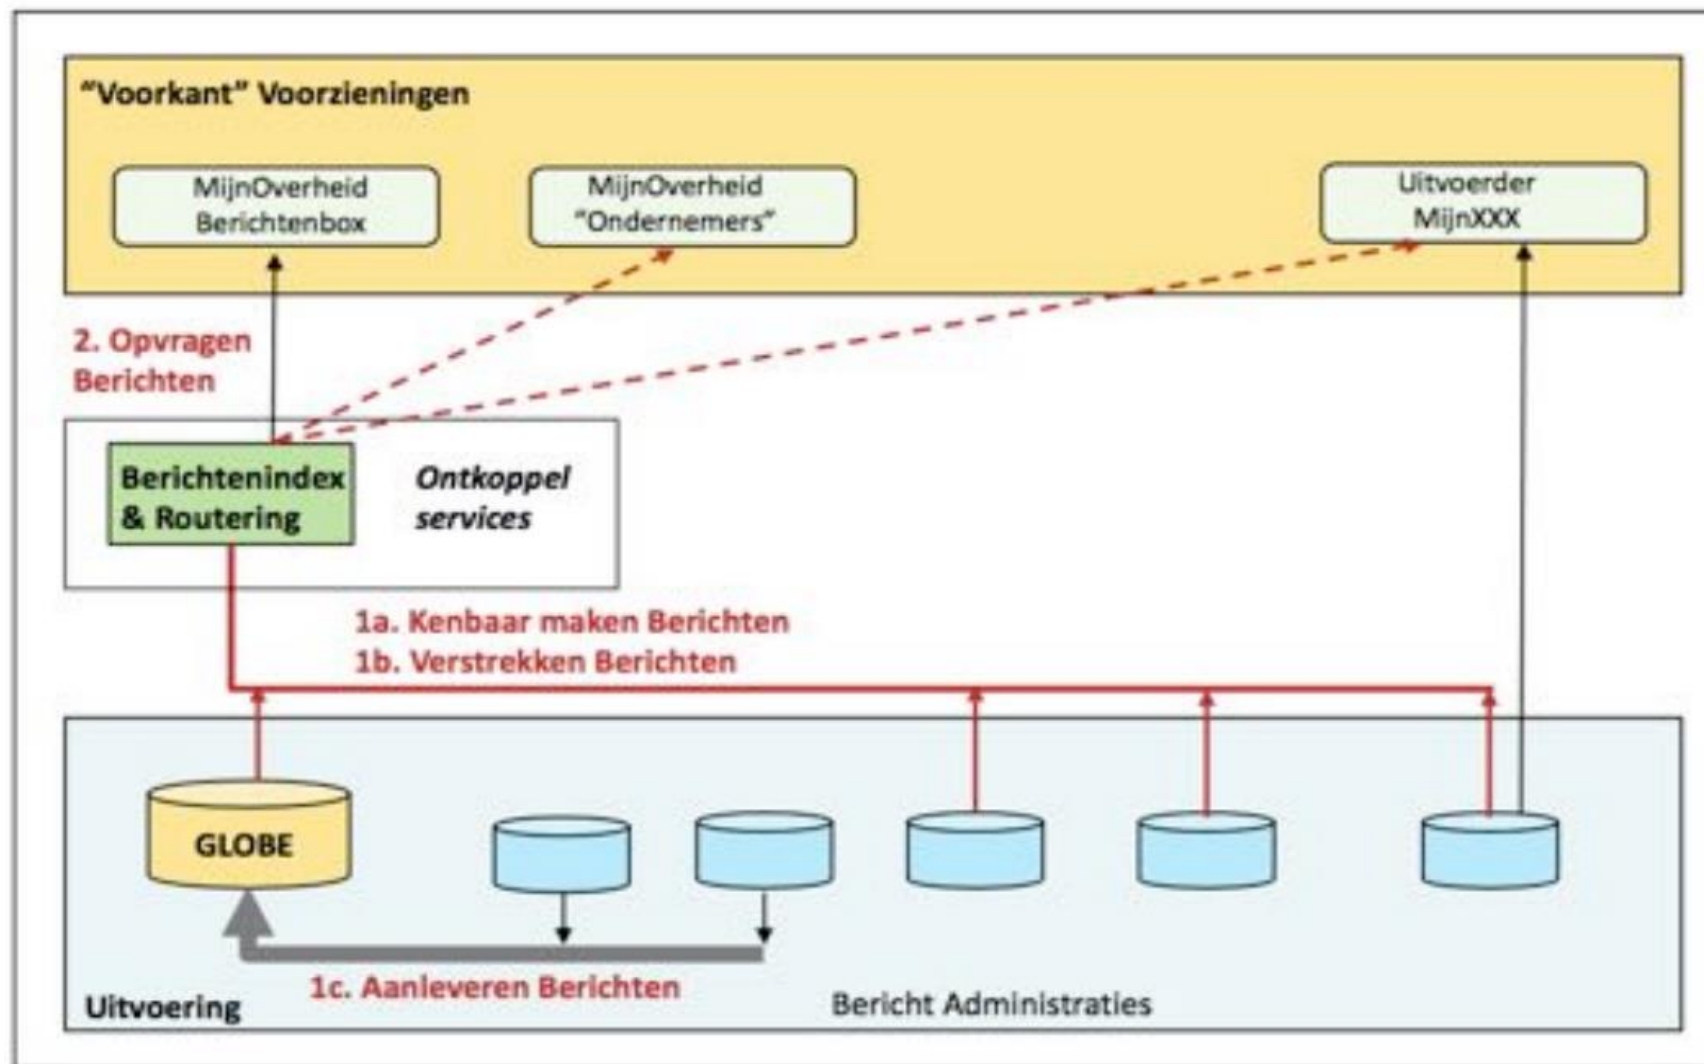 “Voorkant” Voorzieningen
MijnOverheid
Berichtenbox
MijnOverheid
“Ondernemers”
Uitvoerder
MijnXXX
2. Opvragen
Berichten
Berichtenindex
& Routering
Ontkoppel
services
1a. Kenbaar maken Berichten
1b. Verstrekken Berichten
GLOBE
1c. Aanleveren Berichten
Uitvoering
Bericht Administraties